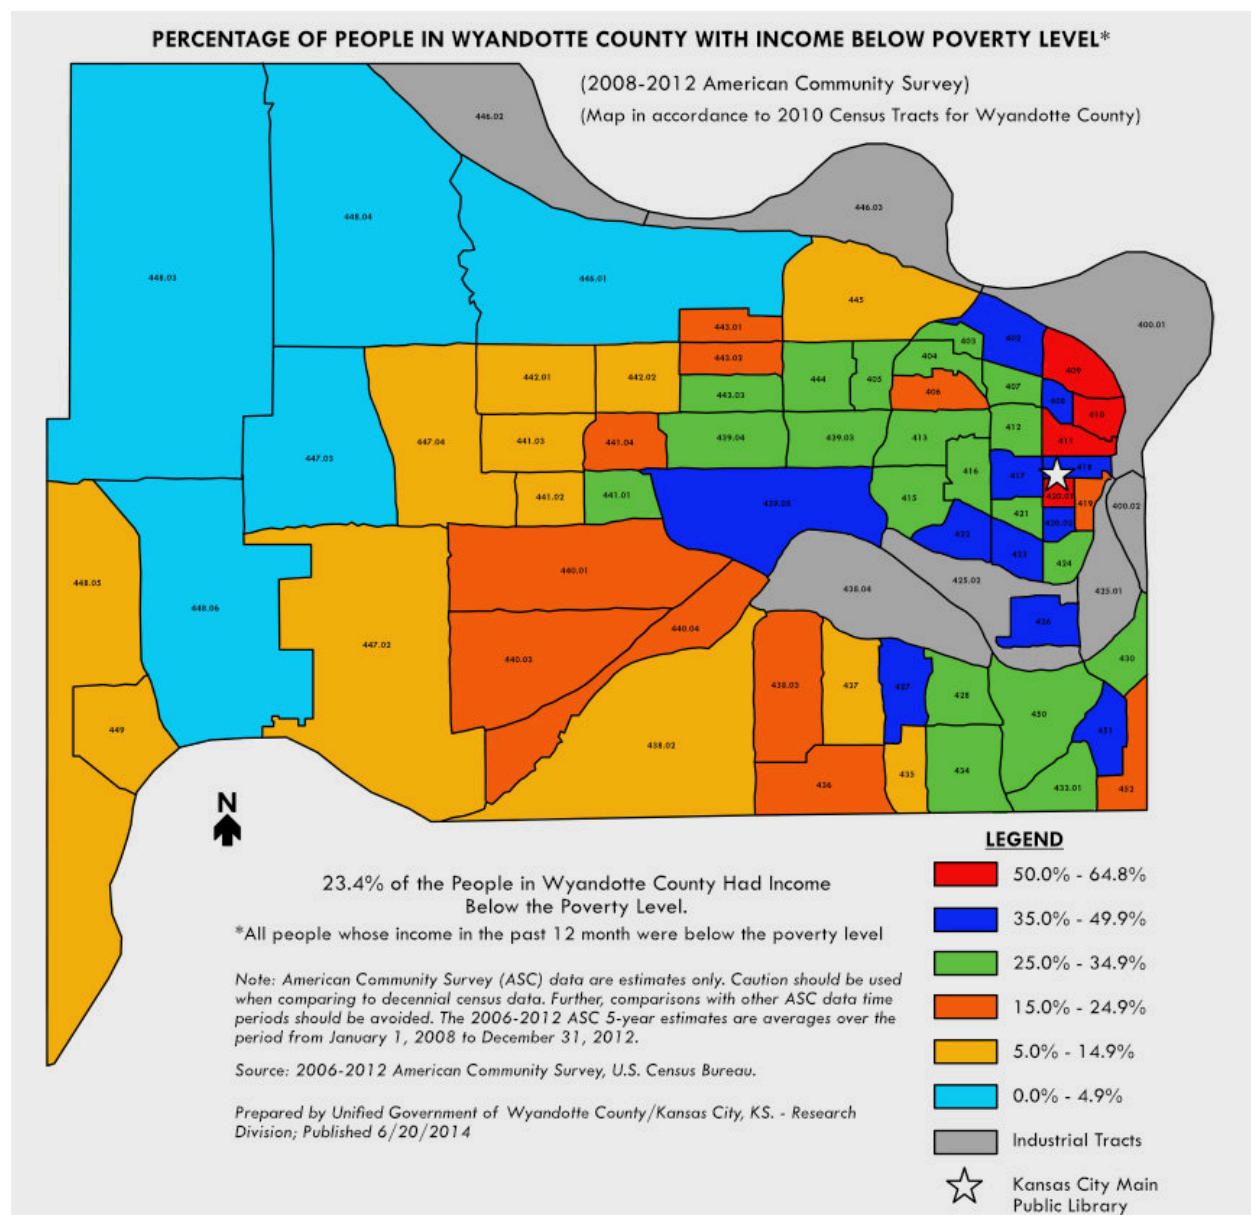 PERCENTAGE OF PEOPLE IN WYANDOTTE COUNTY WITH INCOME BELOW POVERTY LEVEL*
(2008-2012 American Community Survey)
(Map in accordance to 2010 Census Tracts for Wyandotte County)
446.02
446.03
448.04
448.03
446.01
445
400.01
443.01
402
403
404
443.02
409
442.01
442.02
444
405
407
443.03
406
408
410
447.04
441.03
441.04
439.04
439.03
413
412
411
447.03
416
417
418
441.02
441.01
415
419
400.02
421
422
423
424
448.05
440.01
425.02
438.04
425.01
448.06
426
440.04
447.02
440.03
430
438.03
437
427
428
449
438.02
451
435
434
436
452
N
LEGEND
50.0% - 64.8%
35.0% - 49.9%
25.0% - 34.9%
15.0% - 24.9%
5.0% - 14.9%
0.0% - 4.9%
Industrial Tracts
Kansas City Main
Public Library
23.4% of the People in Wyandotte County Had Income
Below the Poverty Level.
*All people whose income in the past 12 month were below the poverty level
Note: American Community Survey (ASC) data are estimates only. Caution should be used
when comparing to decennial census data. Further, comparisons with other ASC data time
periods should be avoided. The 2006-2012 ASC 5-year estimates are averages over the
period from January 1, 2008 to December 31, 2012.
Source: 2006-2012 American Community Survey, U.S. Census Bureau.
Prepared by Unified Government of Wyandotte County/Kansas City, KS. - Research
Division; Published 6/20/2014